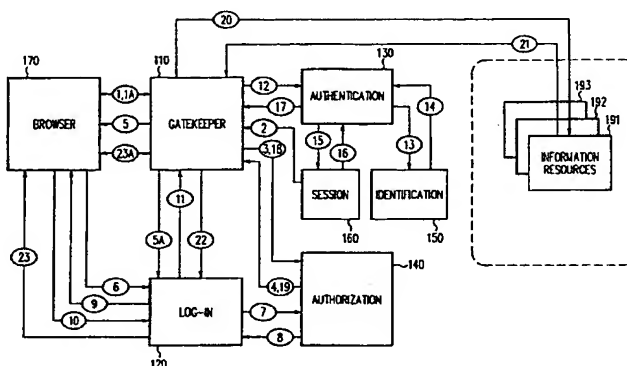 20
21
170
110
130
193
192
191
BROWSER
1,1A
5
23A
GATEKEEPER
12
17
2
3,18
AUTHENTICATION
14
15
16
13
INFORMATION
RESOURCES
SESSION
IDENTIFICATION
160
150
11
5A
22
140
23
6
9
10
LOG-IN
7
8
4,19
AUTHORIZATION
120